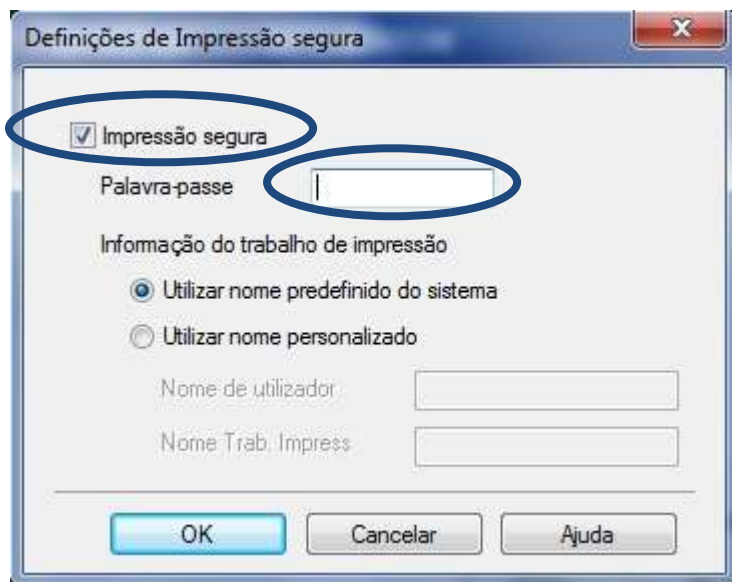 Definições de Impressão segura
Impressão segura
Palavra-passe
Informação do trabalho de impressão
Utilizar nome predefinido do sistema
Utilizar nome personalizado
Nome de utilizador
Nome Trab. Impress
OK Cancelar Ajuda